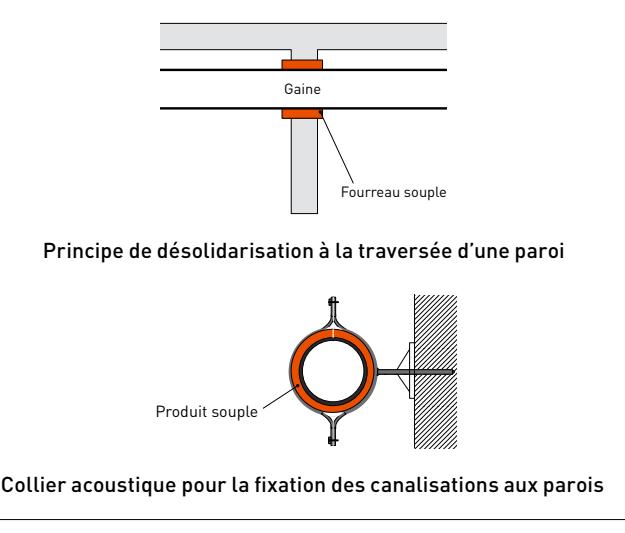 Gaine
Fourreau souple
Principe de désolidarisation à la traversée d'une paroi
Produit souple
Collier acoustique pour la fixation des canalisations aux parois